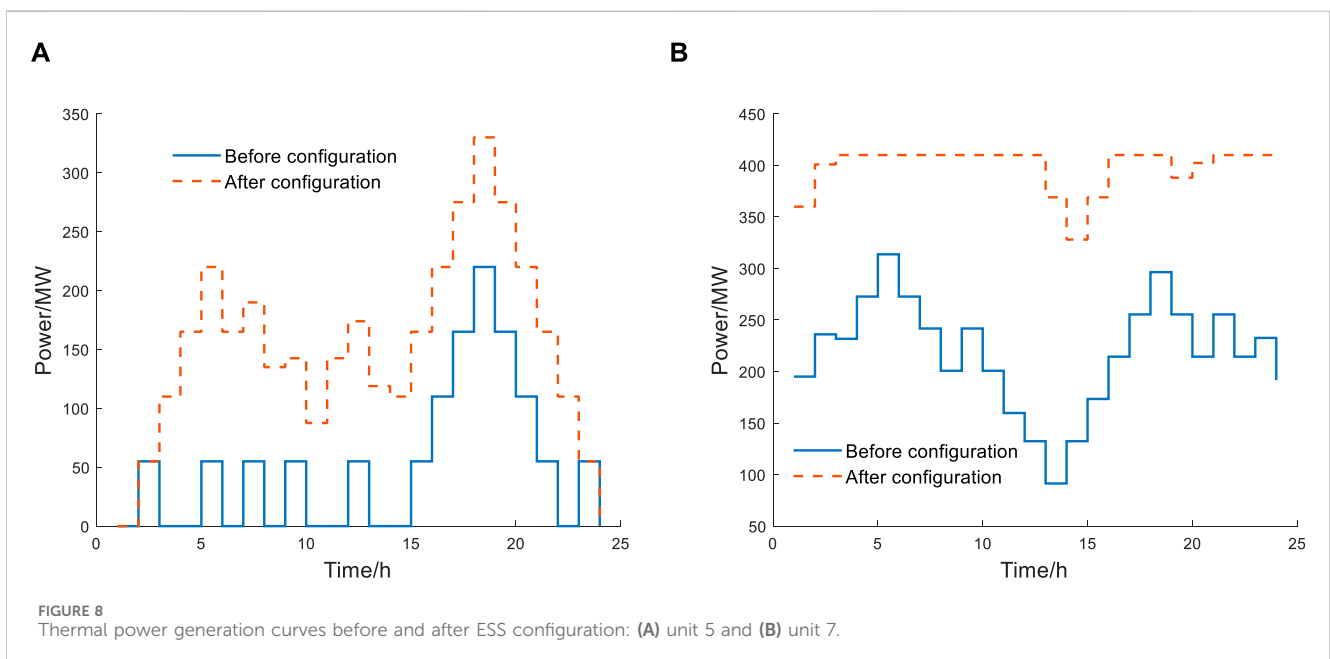 A
B
350
300
250
200
150
100
50
0
Power/MW
Before configuration
After configuration
0 5 10 15 20 25
Time/h
450
400
350
300
250
200
150
100
50
Power/MW
Before configuration
After configuration
0 5 10 15 20 25
Time/h
FIGURE 8
Thermal power generation curves before and after ESS configuration: (A) unit 5 and (B) unit 7.